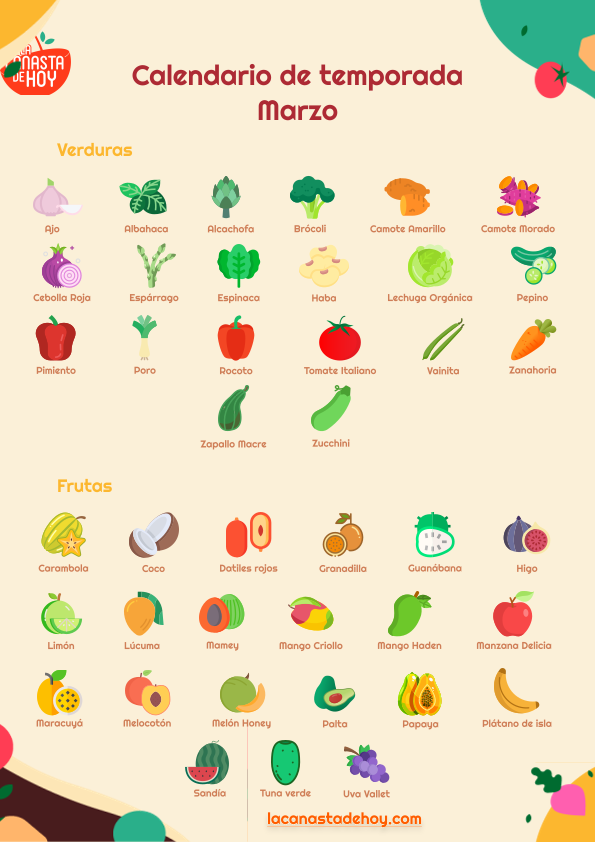 LA
CANASTA
DE HOY
Calendario de temporada
Marzo
Verduras
Ajo
Albahaca
Alcachofa
Brócoli
Camote Amarillo
Camote Morado
Cebolla Roja
Espárrago
Espinaca
Haba
Lechuga Orgánica
Pepino
Pimiento
Poro
Rocoto
Tomate Italiano
Vainita
Zanahoria
Zapallo Macre
Zucchini
Frutas
Carambola
Coco
Datiles rojos
Granadilla
Guanábana
Higo
Limón
Lúcuma
Mamey
Mango Criollo
Mango Haden
Manzana Delicia
Maracuyá
Melocotón
Melón Honey
Palta
Papaya
Plátano de isla
Sandía
Tuna verde
Uva Vallet
lacanastadehoy.com